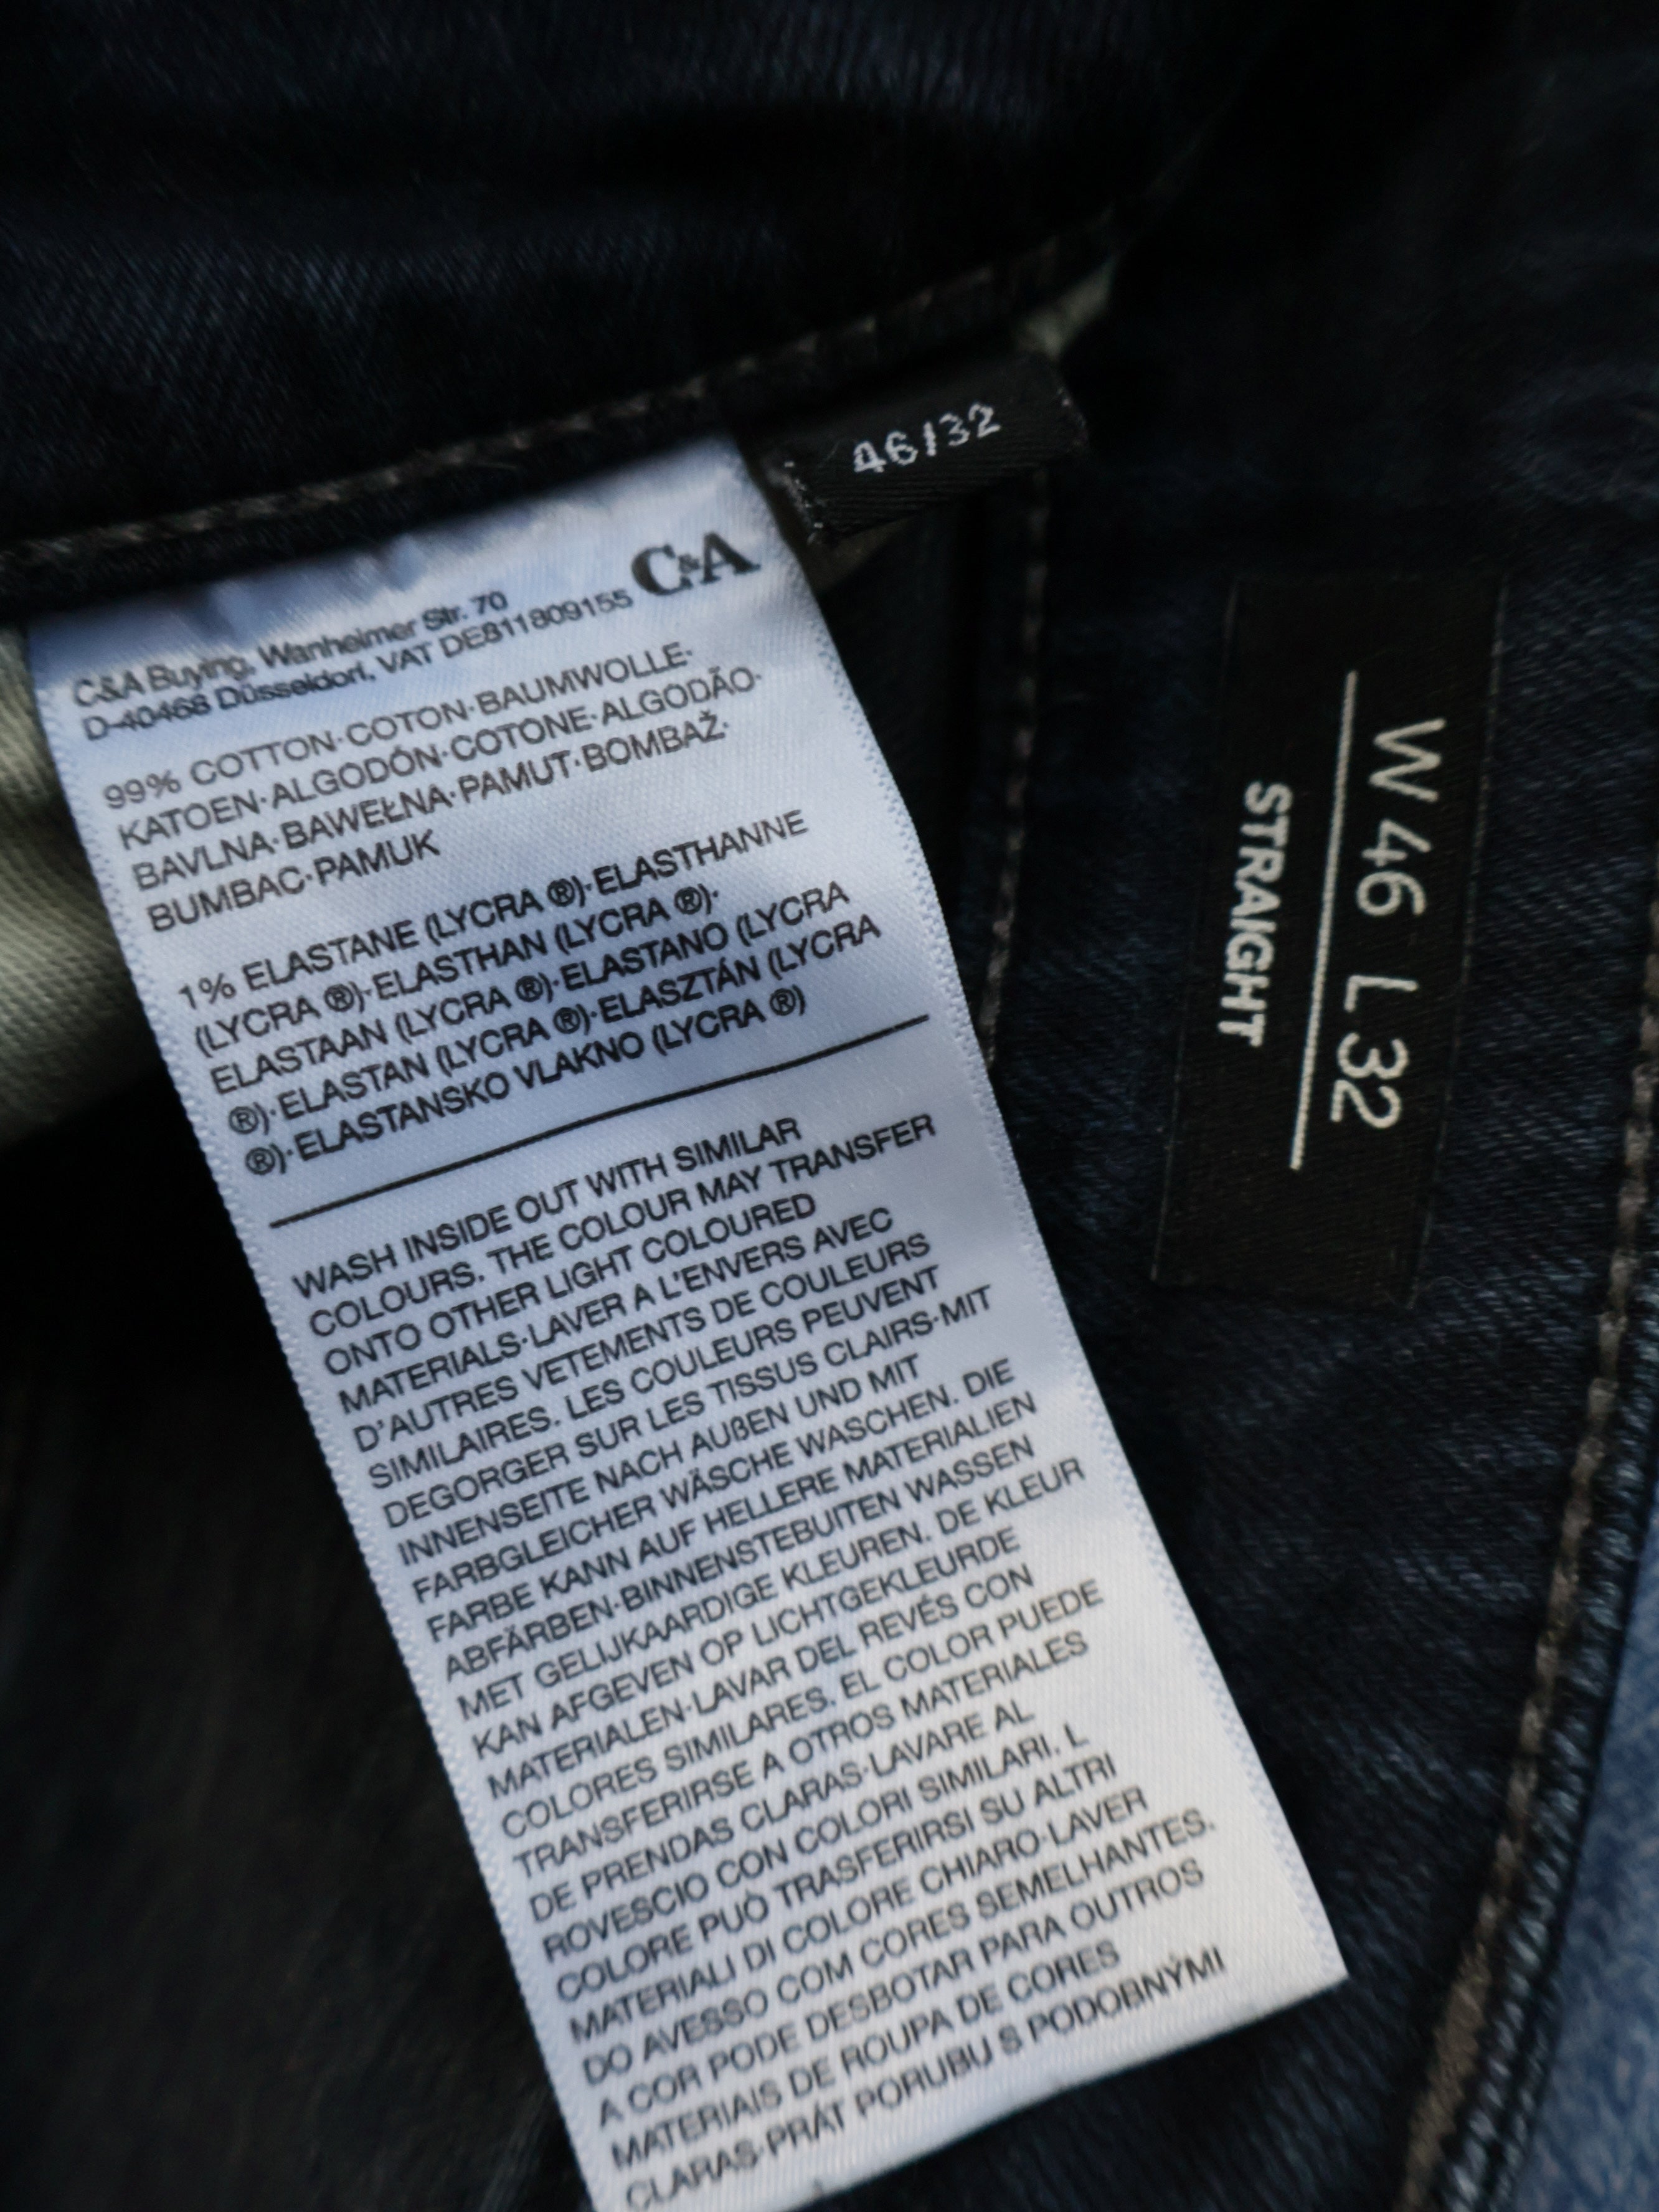 46/32
C&A
C&A Buying, Wanheimer Str. 70
D-40468 Düsseldorf, VAT DE811809155
99% COTTON·COTON·BAUMWOLLE·
KATOEN·ALGODÓN·COTONE·ALGODÃO·
BAVLNA·BAWEŁNA·PAMUT·BOMBAŽ·
BUMBAC·PAMUK
1% ELASTANE (LYCRA ®)·ELASTHANNE
(LYCRA ®)·ELASTHAN (LYCRA ®)·
ELASTAAN (LYCRA ®)·ELASTANO (LYCRA
®)·ELASTAN (LYCRA ®)·ELASZTÁN (LYCRA
®)·ELASTANSKO VLAKNO (LYCRA ®)
WASH INSIDE OUT WITH SIMILAR
COLOURS. THE COLOUR MAY TRANSFER
ONTO OTHER LIGHT COLOURED
MATERIALS·LAVER A L'ENVERS AVEC
D'AUTRES VETEMENTS DE COULEURS
SIMILAIRES. LES COULEURS PEUVENT
DEGORGER SUR LES TISSUS CLAIRS·MIT
INNENSEITE NACH AUßEN UND MIT
FARBGLEICHER WÄSCHE WASCHEN. DIE
FARBE KANN AUF HELLERE MATERIALIEN
ABFÄRBEN·BINNENSTEBUITEN WASSEN
MET GELIJKAARDIGE KLEUREN. DE KLEUR
KAN AFGEVEN OP LICHTGEKLEURDE
MATERIALEN·LAVAR DEL REVÉS CON
COLORES SIMILARES. EL COLOR PUEDE
TRANSFERIRSE A OTROS MATERIALES
DE PRENDAS CLARAS·LAVARE AL
ROVESCIO CON COLORI SIMILARI. L
COLORE PUÒ TRASFERIRSI SU ALTRI
MATERIALI DI COLORE CHIARO·LAVER
DO AVESSO COM CORES SEMELHANTES.
A COR PODE DESBOTAR PARA OUTROS
MATERIAIS DE ROUPA DE CORES
CLARAS·PRÁT PORUBU S PODOBNÝMI
W 46 L 32
STRAIGHT